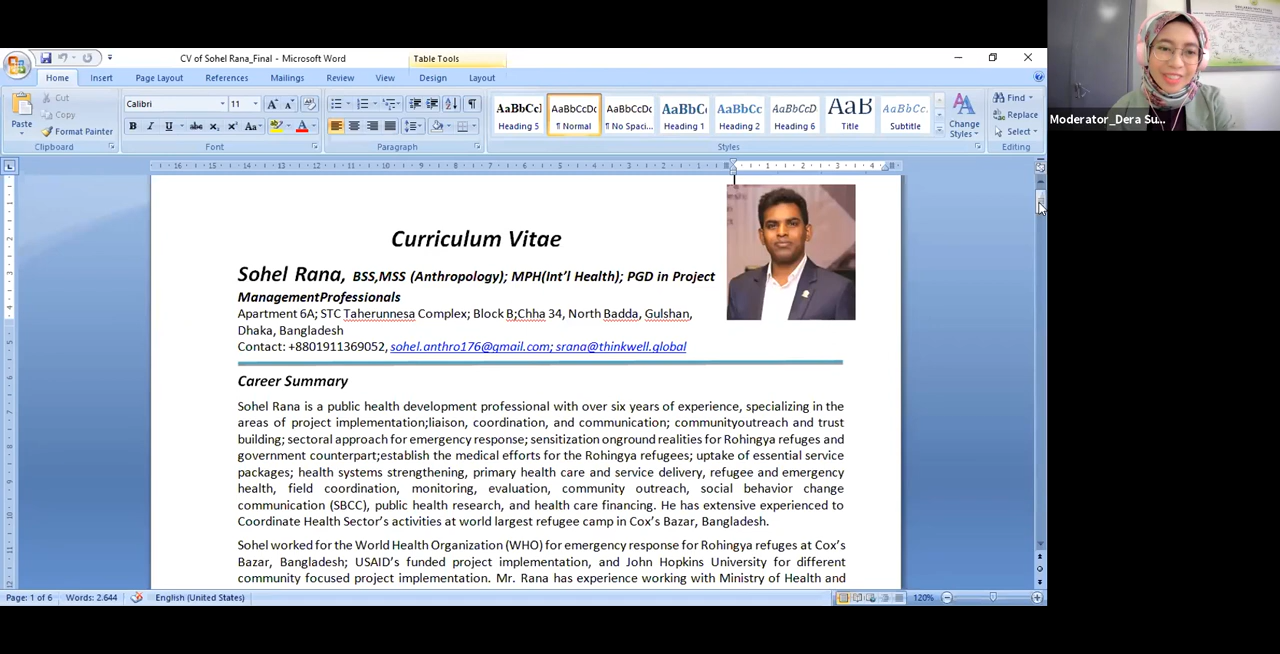 CV of Sohel Rana_Final - Microsoft Word
Table Tools
Home Insert Page Layout References Mailings Review View Design Layout
Paste
Cut
Copy
Format Painter
Clipboard
Calibri 11
Font
Paragraph
AaBbCcI AaBbCcDc AaBbCcDc AaBbC AaBbCc AaBbCcD AaB AaBbCc.
Heading 5 ¶ Normal ¶ No Spaci... Heading 1 Heading 2 Heading 6 Title Subtitle
Change Styles
Styles
Find
Replace
Select
Editing
Moderator_Dera Su...
Curriculum Vitae
Sohel Rana, BSS,MSS (Anthropology); MPH(Int'l Health); PGD in Project
ManagementProfessionals
Apartment 6A; STC Taherunnesa Complex; Block B;Chha 34, North Badda, Gulshan,
Dhaka, Bangladesh
Contact: +8801911369052, sohel.anthro176@gmail.com; srana@thinkwell.global
Career Summary
Sohel Rana is a public health development professional with over six years of experience, specializing in the
areas of project implementation;liaison, coordination, and communication; communityoutreach and trust
building; sectoral approach for emergency response; sensitization onground realities for Rohingya refuges and
government counterpart;establish the medical efforts for the Rohingya refugees; uptake of essential service
packages; health systems strengthening, primary health care and service delivery, refugee and emergency
health, field coordination, monitoring, evaluation, community outreach, social behavior change
communication (SBCC), public health research, and health care financing. He has extensive experienced to
Coordinate Health Sector's activities at world largest refugee camp in Cox's Bazar, Bangladesh.
Sohel worked for the World Health Organization (WHO) for emergency response for Rohingya refuges at Cox's
Bazar, Bangladesh; USAID's funded project implementation, and John Hopkins University for different
community focused project implementation. Mr. Rana has experience working with Ministry of Health and
Page: 1 of 6 Words: 2.644 English (United States) 120%